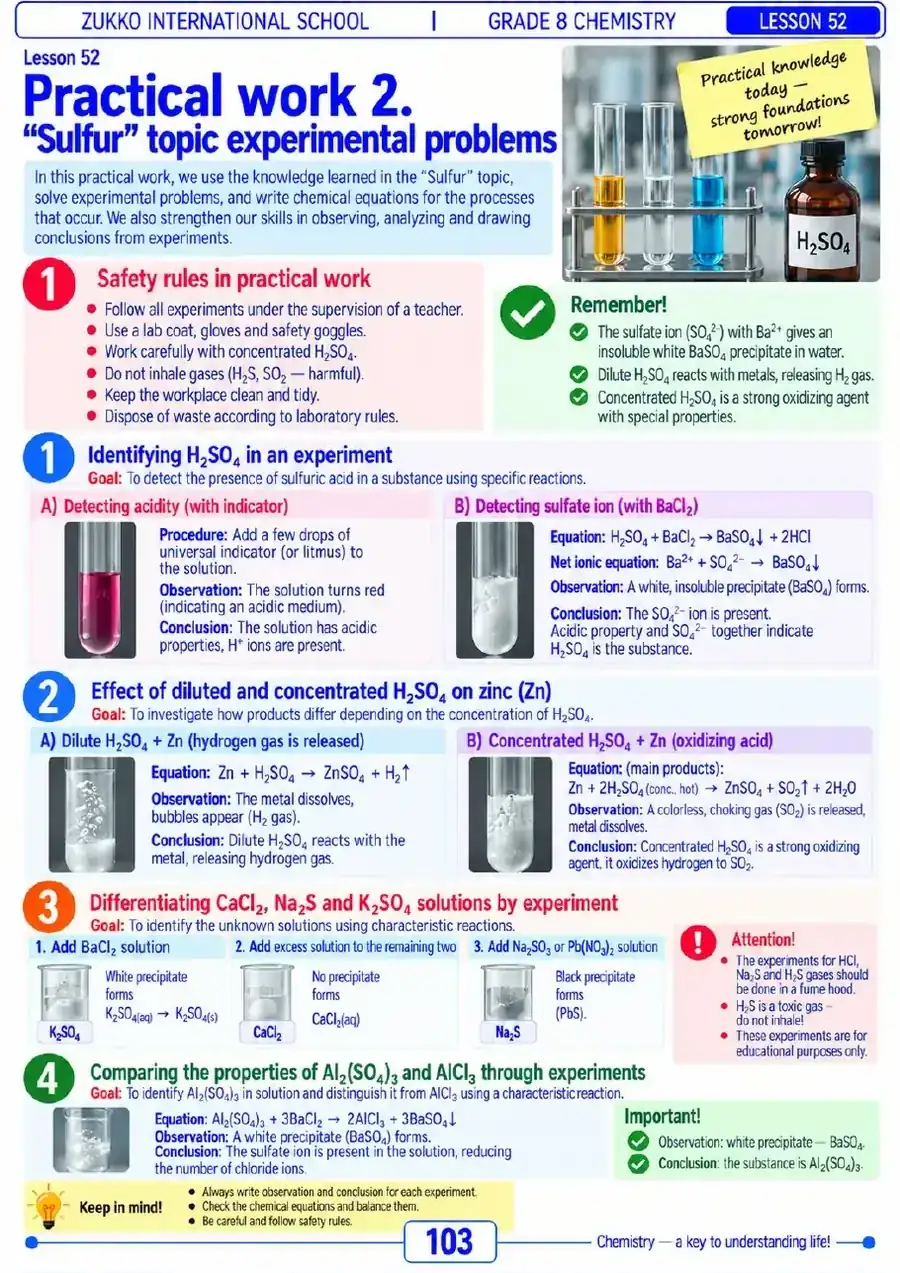 ZUKKO INTERNATIONAL SCHOOL | GRADE 8 CHEMISTRY LESSON 52
Lesson 52
Practical work 2.
“Sulfur” topic experimental problems
In this practical work, we use the knowledge learned in the “Sulfur” topic,
solve experimental problems, and write chemical equations for the processes
that occur. We also strengthen our skills in observing, analyzing and drawing
conclusions from experiments.
Practical knowledge
today —
strong foundations
tomorrow!
H₂SO₄
1 Safety rules in practical work
• Follow all experiments under the supervision of a teacher.
• Use a lab coat, gloves and safety goggles.
• Work carefully with concentrated H₂SO₄.
• Do not inhale gases (H₂S, SO₂ — harmful).
• Keep the workplace clean and tidy.
• Dispose of waste according to laboratory rules.
Remember!
The sulfate ion (SO₄²⁻) with Ba²⁺ gives an
insoluble white BaSO₄ precipitate in water.
Dilute H₂SO₄ reacts with metals, releasing H₂ gas.
Concentrated H₂SO₄ is a strong oxidizing agent
with special properties.
1 Identifying H₂SO₄ in an experiment
Goal: To detect the presence of sulfuric acid in a substance using specific reactions.
A) Detecting acidity (with indicator)
Procedure: Add a few drops of
universal indicator (or litmus) to
the solution.
Observation: The solution turns red
(indicating an acidic medium).
Conclusion: The solution has acidic
properties, H⁺ ions are present.
B) Detecting sulfate ion (with BaCl₂)
Equation: H₂SO₄ + BaCl₂ → BaSO₄↓ + 2HCl
Net ionic equation: Ba²⁺ + SO₄²⁻ → BaSO₄↓
Observation: A white, insoluble precipitate (BaSO₄) forms.
Conclusion: The SO₄²⁻ ion is present.
Acidic property and SO₄²⁻ together indicate
H₂SO₄ is the substance.
2 Effect of diluted and concentrated H₂SO₄ on zinc (Zn)
Goal: To investigate how products differ depending on the concentration of H₂SO₄.
A) Dilute H₂SO₄ + Zn (hydrogen gas is released)
Equation: Zn + H₂SO₄ → ZnSO₄ + H₂↑
Observation: The metal dissolves,
bubbles appear (H₂ gas).
Conclusion: Dilute H₂SO₄ reacts with the
metal, releasing hydrogen gas.
B) Concentrated H₂SO₄ + Zn (oxidizing acid)
Equation: (main products):
Zn + 2H₂SO₄ (conc., hot) → ZnSO₄ + SO₂↑ + 2H₂O
Observation: A colorless, choking gas (SO₂) is released,
metal dissolves.
Conclusion: Concentrated H₂SO₄ is a strong oxidizing
agent, it oxidizes hydrogen to SO₂.
3 Differentiating CaCl₂, Na₂S and K₂SO₄ solutions by experiment
Goal: To identify the unknown solutions using characteristic reactions.
1. Add BaCl₂ solution
White precipitate
forms
K₂SO₄(aq) → K₂SO₄(s)
K₂SO₄
2. Add excess solution to the remaining two
No precipitate
forms
CaCl₂(aq)
CaCl₂
3. Add Na₂SO₃ or Pb(NO₃)₂ solution
Black precipitate
forms
(PbS).
Na₂S
Attention!
• The experiments for HCl,
Na₂S and H₂S gases should
be done in a fume hood.
• H₂S is a toxic gas –
do not inhale!
• These experiments are for
educational purposes only.
4 Comparing the properties of Al₂(SO₄)₃ and AlCl₃ through experiments
Goal: To identify Al₂(SO₄)₃ in solution and distinguish it from AlCl₃ using a characteristic reaction.
Equation: Al₂(SO₄)₃ + 3BaCl₂ → 2AlCl₃ + 3BaSO₄↓
Observation: A white precipitate (BaSO₄) forms.
Conclusion: The sulfate ion is present in the solution, reducing
the number of chloride ions.
Important!
Observation: white precipitate — BaSO₄.
Conclusion: the substance is Al₂(SO₄)₃.
Keep in mind!
• Always write observation and conclusion for each experiment.
• Check the chemical equations and balance them.
• Be careful and follow safety rules.
103
Chemistry — a key to understanding life!